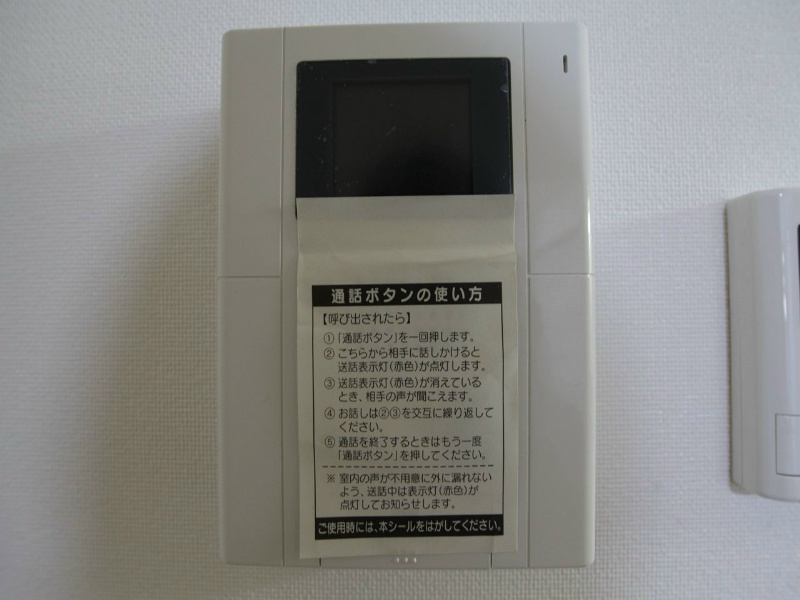 通話ボタンの使い方
【呼び出されたら】
①「通話ボタン」を一回押します。
②こちらから相手に話しかけると
送話表示灯(赤色)が点灯します。
③送話表示灯(赤色)が消えている
とき、相手の声が聞こえます。
④お話しは②③を交互に繰り返して
ください。
⑤通話を終了するときはもう一度
「通話ボタン」を押してください。
※室内の声が不用意に外に漏れない
よう、送話中は表示灯(赤色)が
点灯してお知らせします。
ご使用時には、本シールをはがしてください。